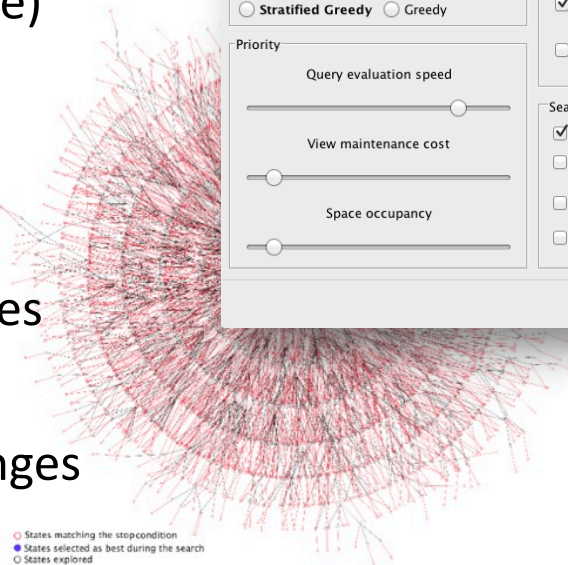 e)
Stratified Greedy Greedy
Priority
Query evaluation speed
Sea
View maintenance cost
Space occupancy
es
nges
States matching the stopcondition
States selected as best during the search
States explored